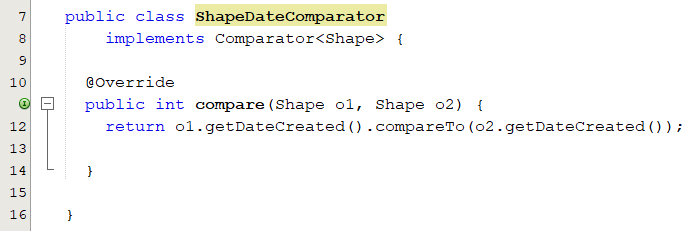 7 public class ShapeDateComparator
8 implements Comparator<Shape> {
9
10 @Override
public int compare(Shape o1, Shape o2) {
12 return o1.getDateCreated().compareTo(o2.getDateCreated());
13
14 }
15
16 }